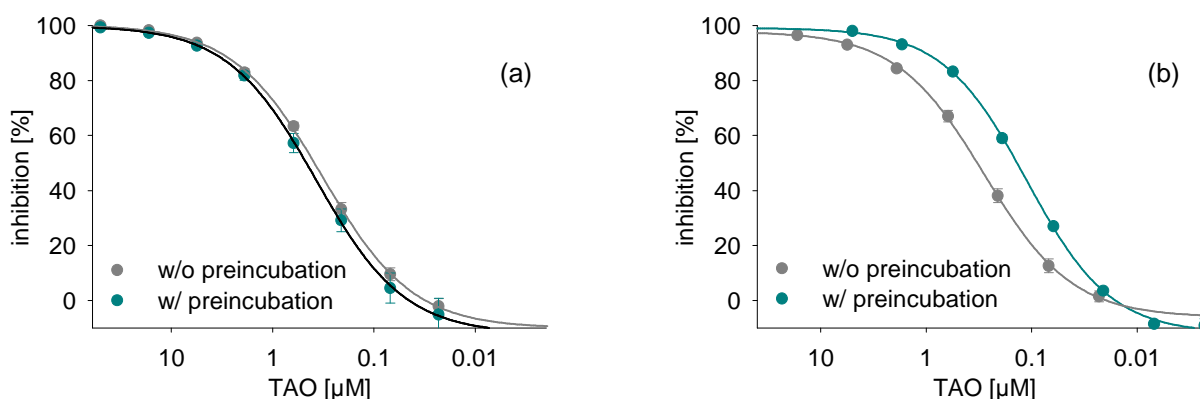 (a)
inhibition [%]
100
80
60
40
20
0
w/o preincubation
w/ preincubation
10
1
0.1
0.01
TAO [µM]
(b)
inhibition [%]
100
80
60
40
20
0
w/o preincubation
w/ preincubation
10
1
0.1
0.01
TAO [µM]